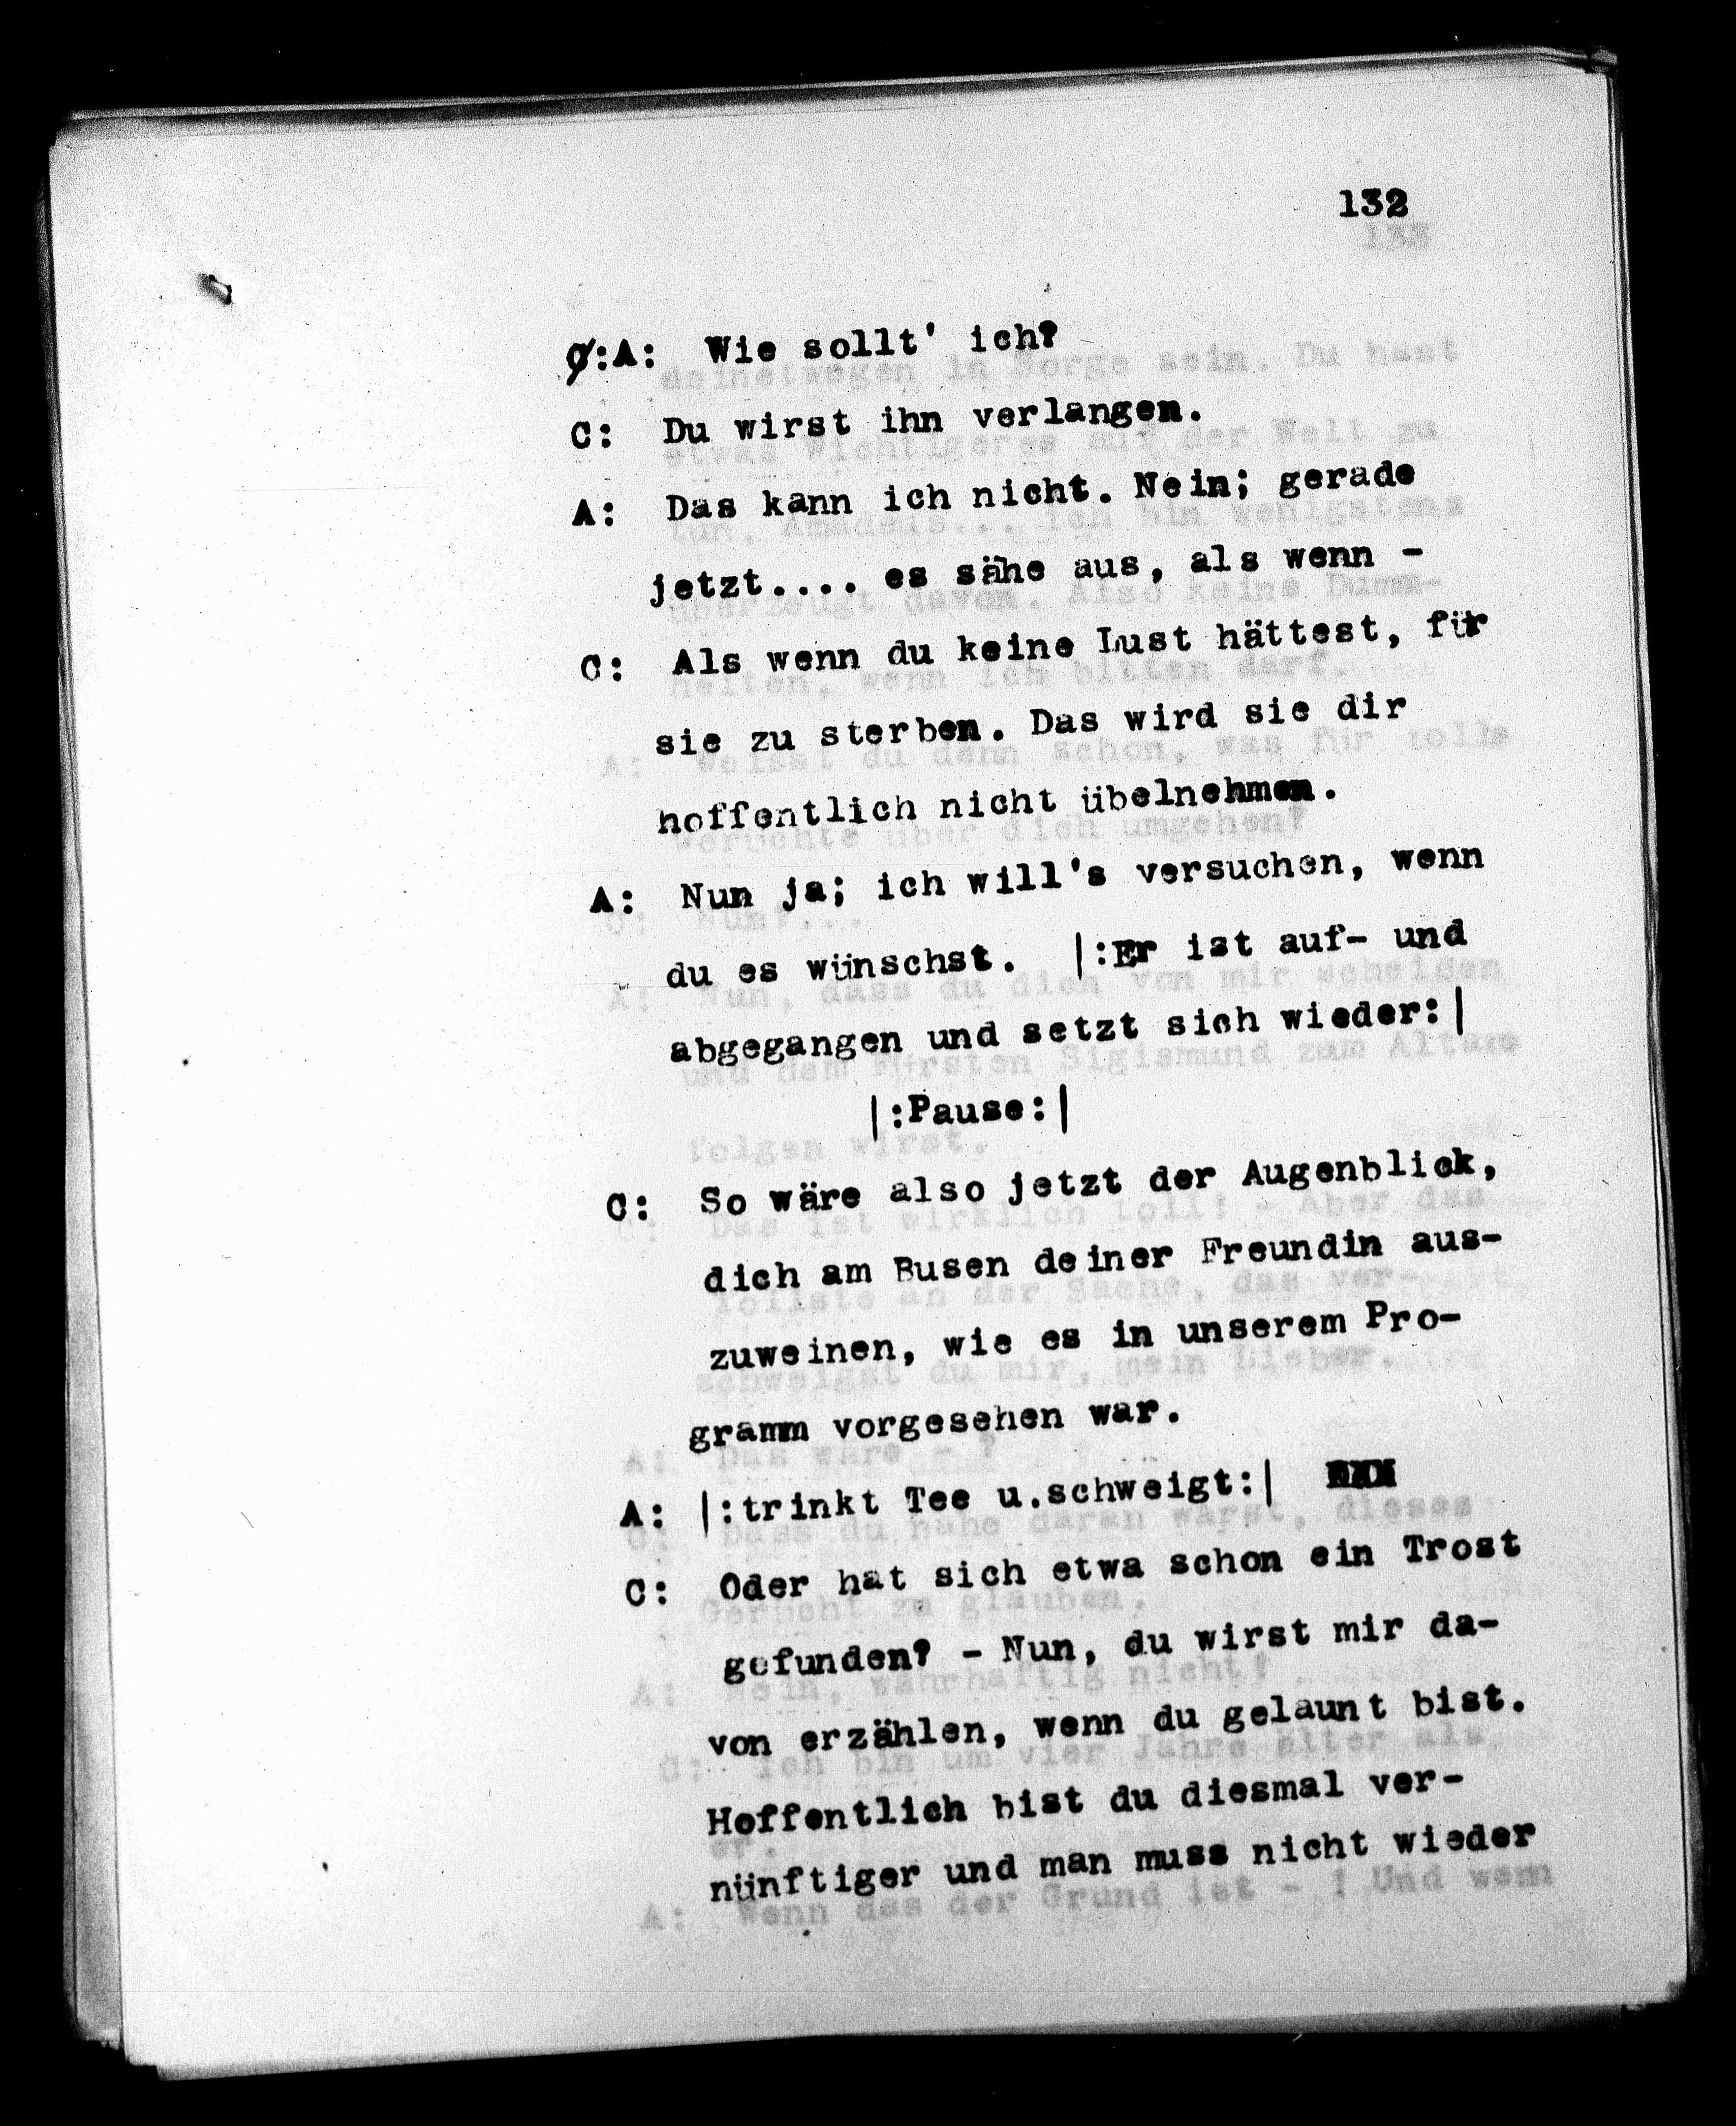 132
C:A: Wie sollt' ich?
C: Du wirst ihn verlangen.
A: Das kann ich nicht. Nein; gerade
jetzt.... es sähe aus, als wenn -
C: Als wenn du keine Lust hättest, für
sie zu sterben. Das wird sie dir
hoffentlich nicht übelnehmen.
A: Nun ja; ich will's versuchen, wenn
du es wünschst. |:Er ist auf- und
abgegangen und setzt sich wieder:|
|:Pause:|
C: So wäre also jetzt der Augenblick,
dich am Busen deiner Freundin aus-
zuweinen, wie es in unserem Pro-
gramm vorgesehen war.
A: |:trinkt Tee u.schweigt:|
C: Oder hat sich etwa schon ein Trost
gefunden? - Nun, du wirst mir da-
von erzählen, wenn du gelaunt bist.
Hoffentlich bist du diesmal ver-
nünftiger und man muss nicht wieder